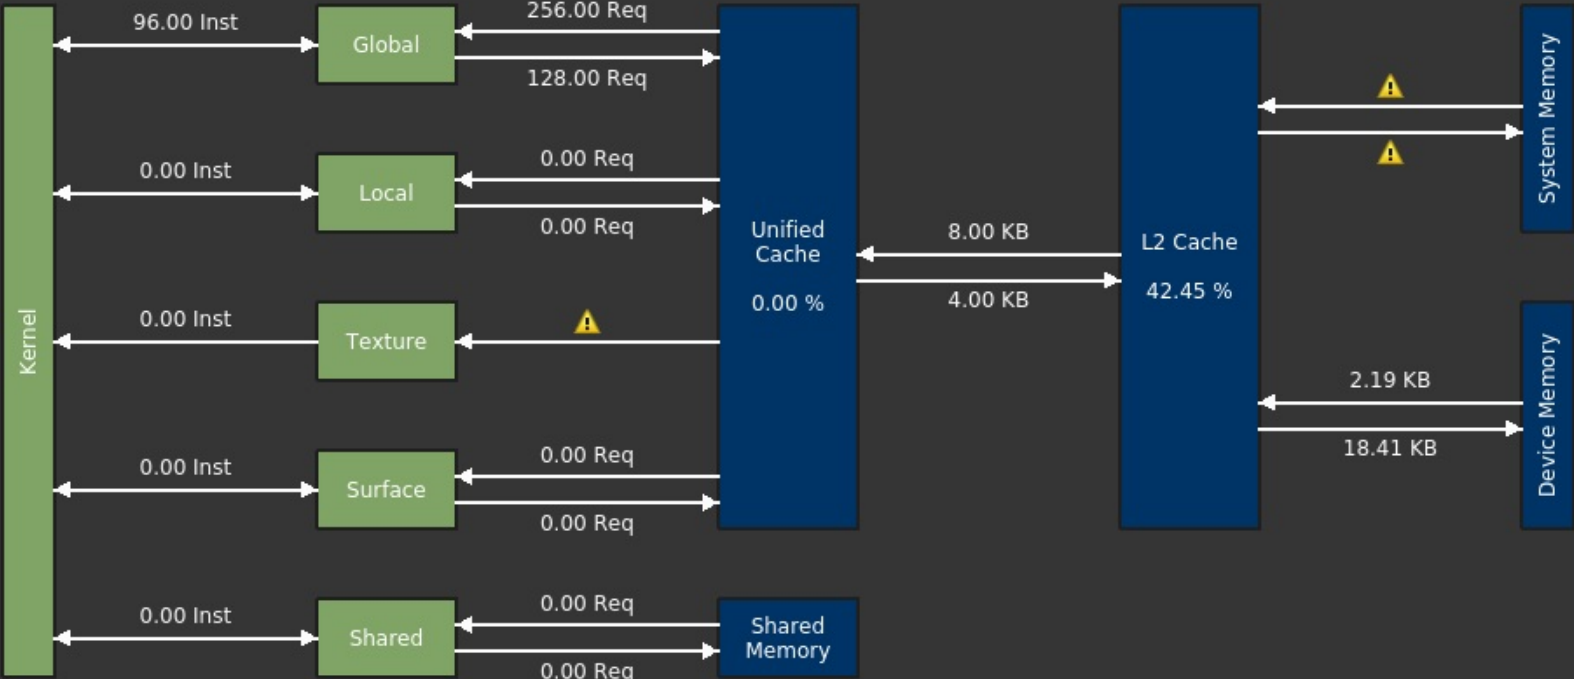 Kernel
96.00 Inst
Global
256.00 Req
128.00 Req
0.00 Inst
Local
0.00 Req
0.00 Req
0.00 Inst
Texture
0.00 Inst
Surface
0.00 Req
0.00 Req
0.00 Inst
Shared
0.00 Req
0.00 Req
Unified
Cache
0.00 %
Shared
Memory
8.00 KB
4.00 KB
L2 Cache
42.45 %
2.19 KB
18.41 KB
System Memory
Device Memory